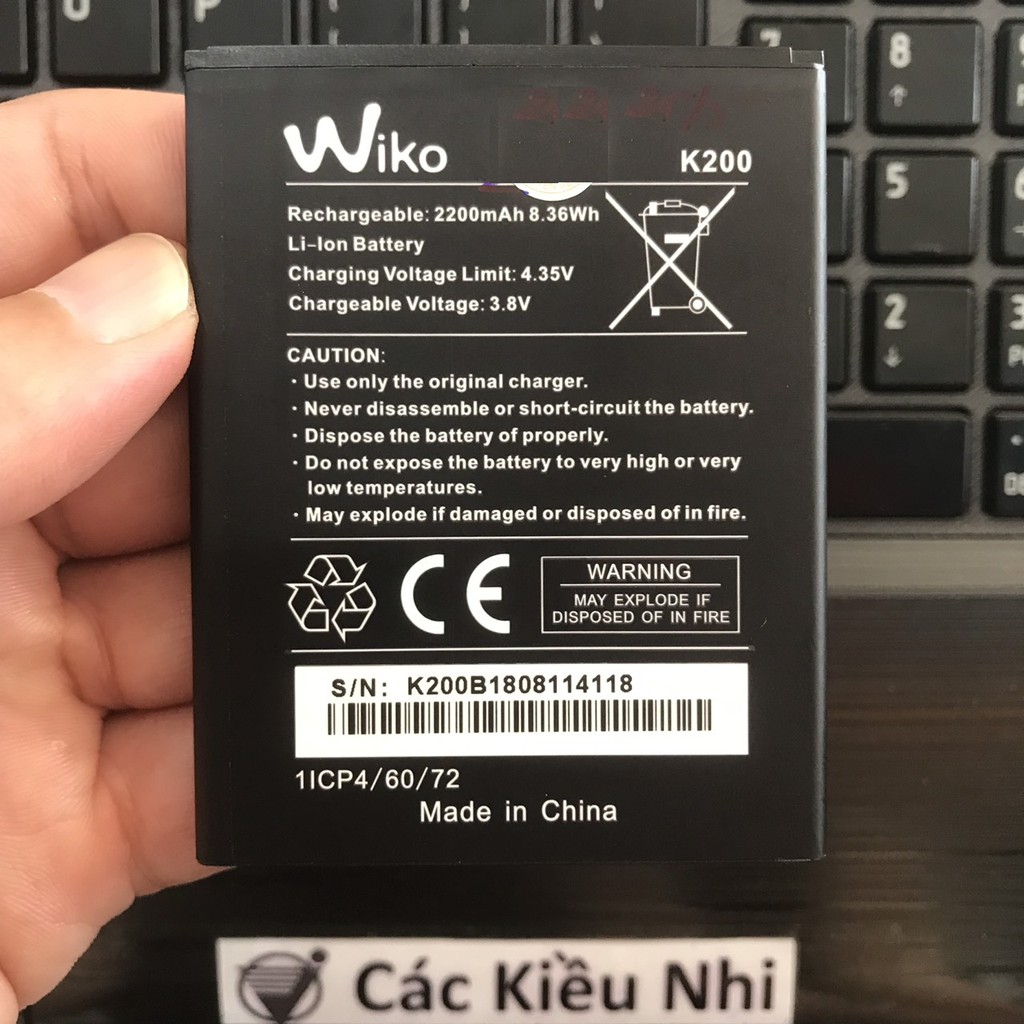 U
P
7
8
5
2
Wiko
K200
Rechargeable: 2200mAh 8.36Wh
Li-Ion Battery
Charging Voltage Limit: 4.35V
Chargeable Voltage: 3.8V
CAUTION:
· Use only the original charger.
· Never disassemble or short-circuit the battery.
· Dispose the battery of properly.
· Do not expose the battery to very high or very
low temperatures.
· May explode if damaged or disposed of in fire.
CE
WARNING
MAY EXPLODE IF
DISPOSED OF IN FIRE
S/N: K200B1808114118
1ICP4/60/72
Made in China
Các Kiều Nhi